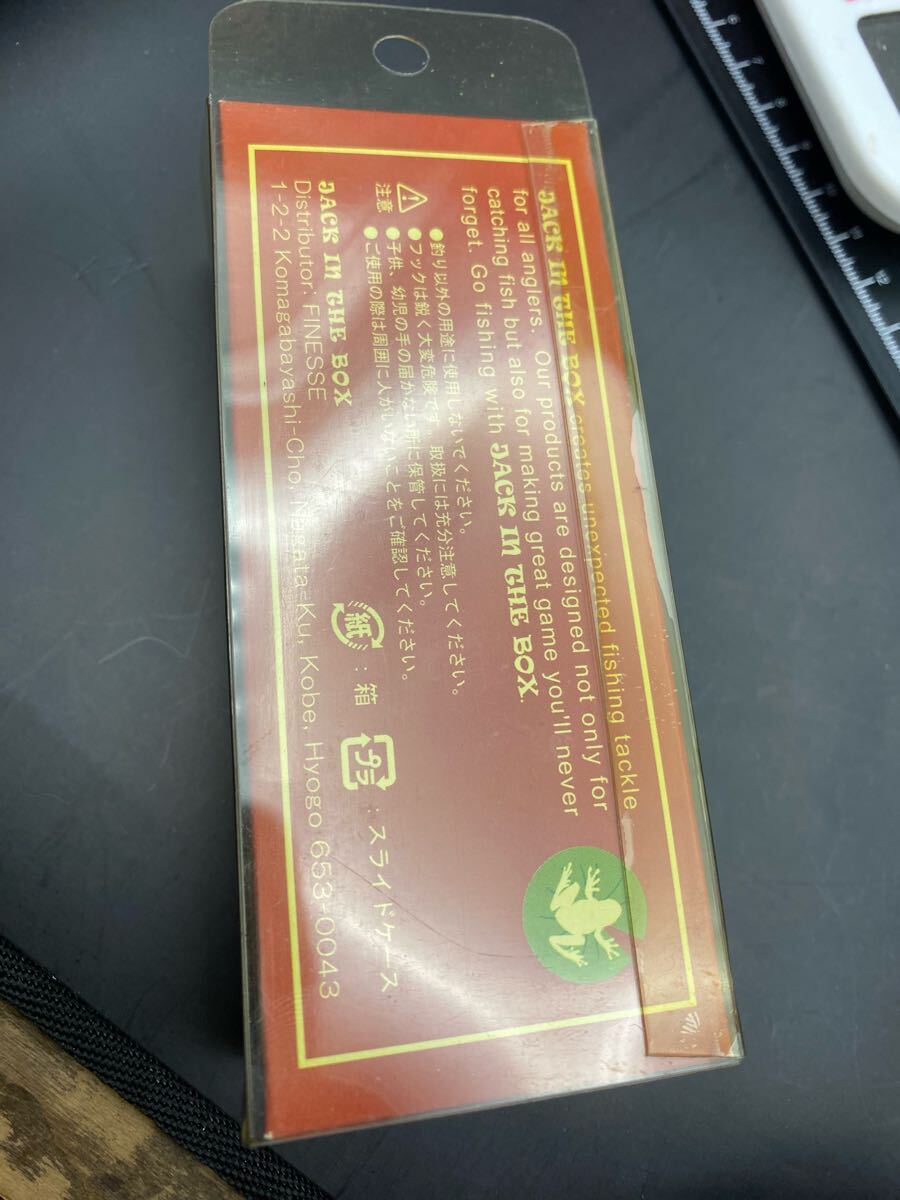 JACK IN THE BOX creates unexpected fishing tackle
for all anglers. Our products are designed not only for
catching fish but also for making great game you'll never
forget. Go fishing with JACK IN THE BOX.
●釣り以外の用途に使用しないでください。
●フックは鋭く大変危険です。取扱には充分注意してください。
注意 ●子供、幼児の手の届かない所に保管してください。
●ご使用の際は周囲に人がいないことをご確認してください。
紙 : 箱 プラ : スライドケース
JACK IN THE BOX
Distributor: FINESSE
1-2-2 Komagabayashi-Cho, Nagata-Ku, Kobe, Hyogo 653-0043